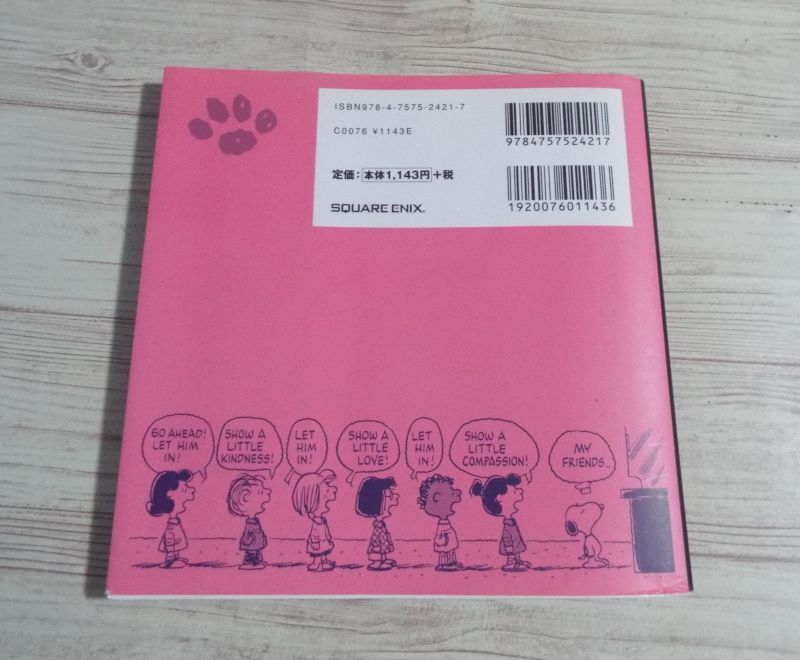 ISBN978-4-7575-2421-7
C0076 ¥1143E
定価：本体1,143円＋税
SQUARE ENIX®
9784757524217
1920076011436
GO AHEAD!
LET HIM
IN!
SHOW A
LITTLE
KINDNESS!
LET
HIM
IN!
SHOW A
LITTLE
LOVE!
LET
HIM
IN!
SHOW A
LITTLE
COMPASSION!
MY
FRIENDS..